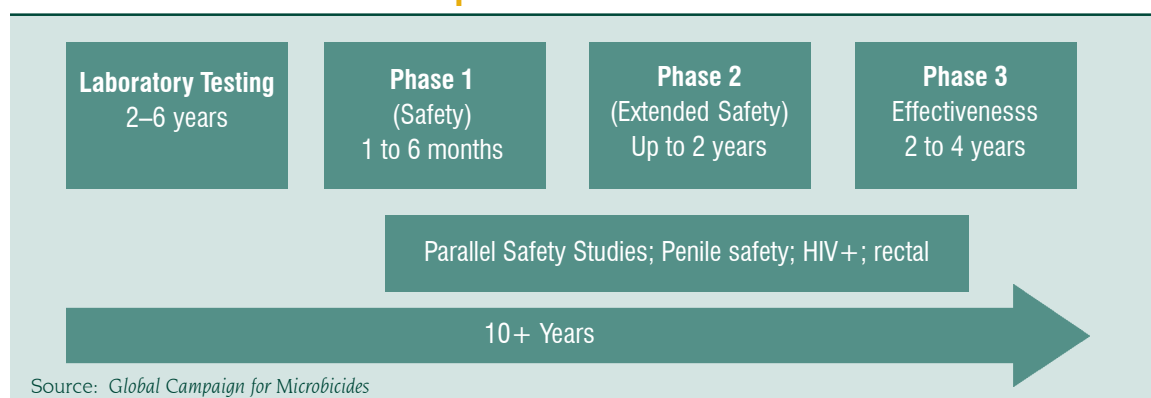 Laboratory Testing
2–6 years
Phase 1
(Safety)
1 to 6 months
Phase 2
(Extended Safety)
Up to 2 years
Phase 3
Effectivenesss
2 to 4 years
Parallel Safety Studies; Penile safety; HIV+; rectal
10+ Years
Source: Global Campaign for Microbicides